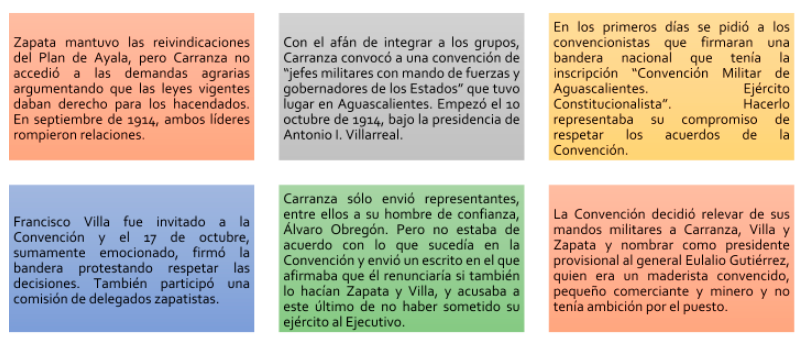 Zapata mantuvo las reivindicaciones
del Plan de Ayala, pero Carranza no
accedió a las demandas agrarias
argumentando que las leyes vigentes
daban derecho para los hacendados.
En septiembre de 1914, ambos líderes
rompieron relaciones.
Con el afán de integrar a los grupos,
Carranza convocó a una convención de
“jefes militares con mando de fuerzas y
gobernadores de los Estados” que tuvo
lugar en Aguascalientes. Empezó el 10
octubre de 1914, bajo la presidencia de
Antonio I. Villarreal.
En los primeros días se pidió a los
convencionistas que firmaran una
bandera nacional que tenía la
inscripción “Convención Militar de
Aguascalientes. Ejército
Constitucionalista”. Hacerlo
representaba su compromiso de
respetar los acuerdos de la
Convención.
Francisco Villa fue invitado a la
Convención y el 17 de octubre,
sumamente emocionado, firmó la
bandera protestando respetar las
decisiones. También participó una
comisión de delegados zapatistas.
Carranza sólo envió representantes,
entre ellos a su hombre de confianza,
Álvaro Obregón. Pero no estaba de
acuerdo con lo que sucedía en la
Convención y envió un escrito en el que
afirmaba que él renunciaría si también
lo hacían Zapata y Villa, y acusaba a
este último de no haber sometido su
ejército al Ejecutivo.
La Convención decidió relevar de sus
mandos militares a Carranza, Villa y
Zapata y nombrar como presidente
provisional al general Eulalio Gutiérrez,
quien era un maderista convencido,
pequeño comerciante y minero y no
tenía ambición por el puesto.